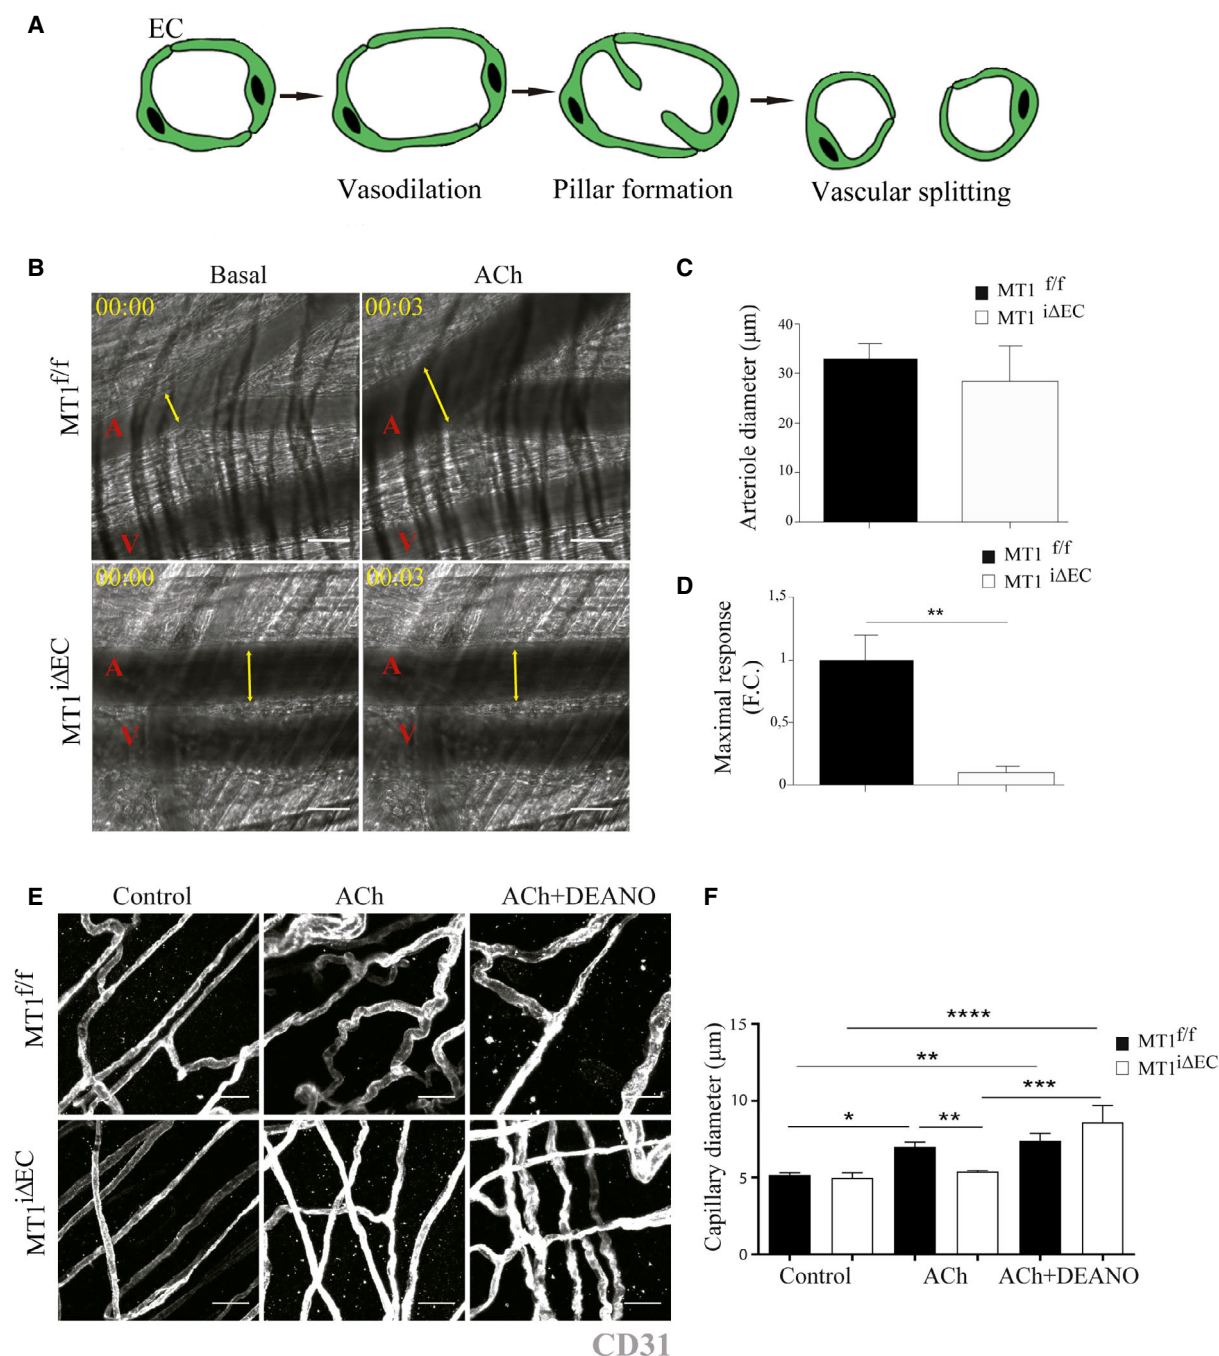 A
EC
Vasodilation
Pillar formation
Vascular splitting
B
Basal
ACh
MT1f/f
00:00
00:03
A
A
V
V
MT1iΔEC
00:00
00:03
A
A
V
V
C
MT1 f/f
MT1 iΔEC
Arteriole diameter (μm)
40
30
20
10
0
D
MT1 f/f
MT1 iΔEC
Maximal response
(F.C.)
1,5
1
0,5
0
**
E
Control
ACh
ACh+DEANO
MT1f/f
MT1iΔEC
CD31
F
MT1f/f
MT1iΔEC
Capillary diameter (μm)
15
10
5
0
****
**
***
*
**
Control
ACh
ACh+DEANO